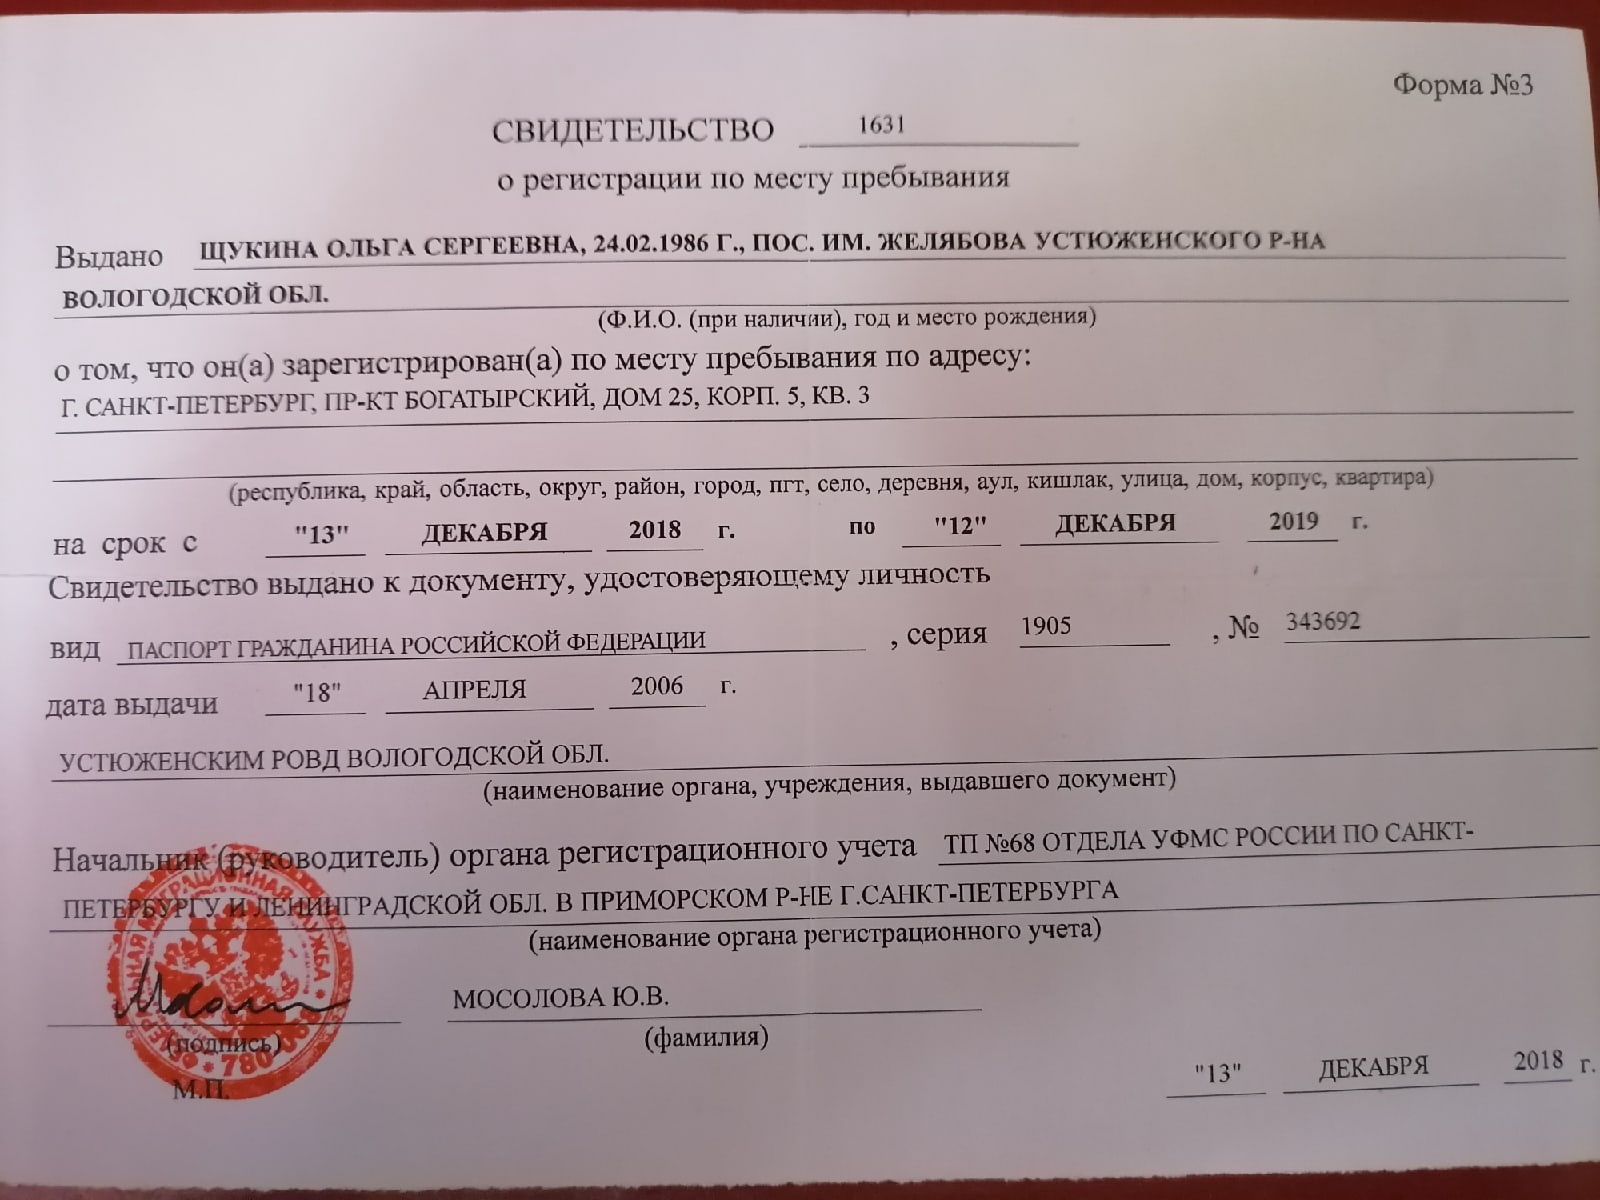 Форма №3
СВИДЕТЕЛЬСТВО 1631
о регистрации по месту пребывания
Выдано ЩУКИНА ОЛЬГА СЕРГЕЕВНА, 24.02.1986 Г., ПОС. ИМ. ЖЕЛЯБОВА УСТЮЖЕНСКОГО Р-НА
ВОЛОГОДСКОЙ ОБЛ.
(Ф.И.О. (при наличии), год и место рождения)
о том, что он(а) зарегистрирован(а) по месту пребывания по адресу:
Г. САНКТ-ПЕТЕРБУРГ, ПР-КТ БОГАТЫРСКИЙ, ДОМ 25, КОРП. 5, КВ. 3
(республика, край, область, округ, район, город, пгт, село, деревня, аул, кишлак, улица, дом, корпус, квартира)
на срок с "13" ДЕКАБРЯ 2018 г. по "12" ДЕКАБРЯ 2019 г.
Свидетельство выдано к документу, удостоверяющему личность
вид ПАСПОРТ ГРАЖДАНИНА РОССИЙСКОЙ ФЕДЕРАЦИИ , серия 1905 , № 343692
дата выдачи "18" АПРЕЛЯ 2006 г.
УСТЮЖЕНСКИМ РОВД ВОЛОГОДСКОЙ ОБЛ.
(наименование органа, учреждения, выдавшего документ)
Начальник (руководитель) органа регистрационного учета ТП №68 ОТДЕЛА УФМС РОССИИ ПО САНКТ-
ПЕТЕРБУРГУ И ЛЕНИНГРАДСКОЙ ОБЛ. В ПРИМОРСКОМ Р-НЕ Г.САНКТ-ПЕТЕРБУРГА
(наименование органа регистрационного учета)
МОСОЛОВА Ю.В.
(подпись) (фамилия)
М.П.
"13" ДЕКАБРЯ 2018 г.
ФЕДЕРАЛЬНАЯ МИГРАЦИОННАЯ СЛУЖБА
780-068